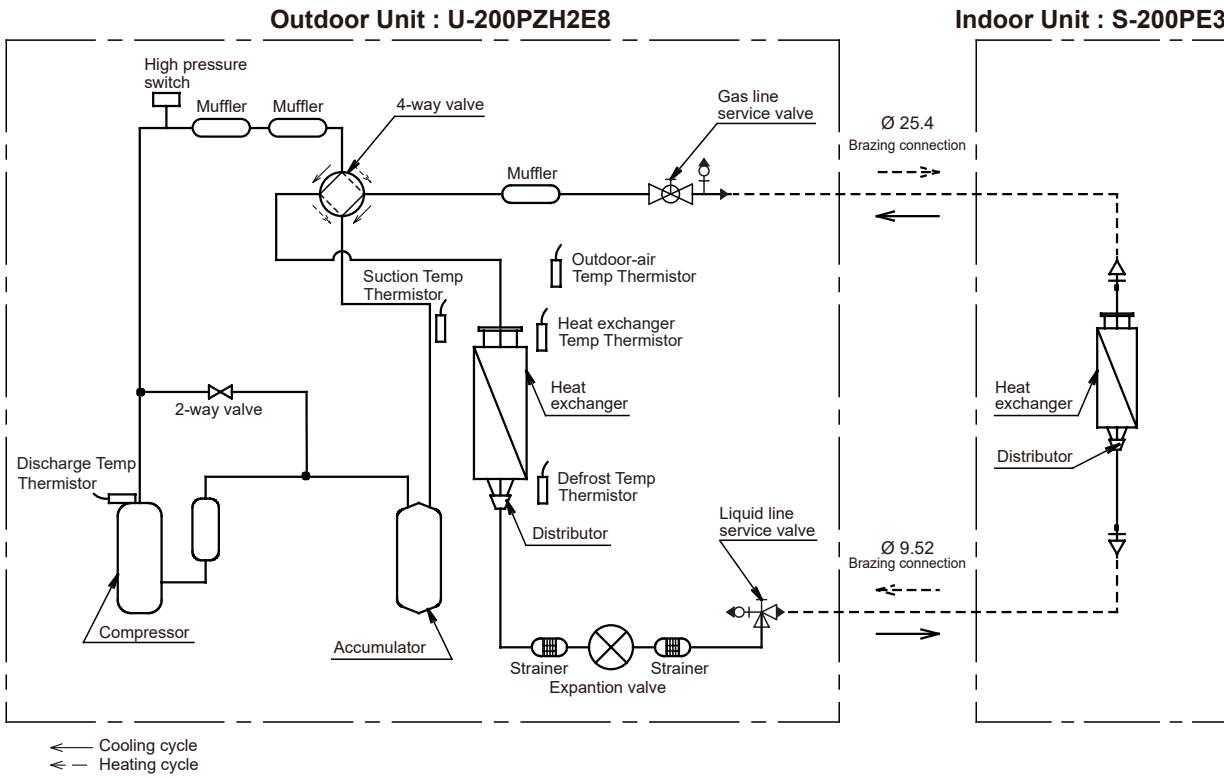 Outdoor Unit : U-200PZH2E8
Indoor Unit : S-200PE3
High pressure
switch
Muffler
Muffler
4-way valve
Gas line
service valve
Ø 25.4
Brazing connection
Muffler
Outdoor-air
Temp Thermistor
Suction Temp
Thermistor
Heat exchanger
Temp Thermistor
Heat
exchanger
Heat
exchanger
2-way valve
Distributor
Discharge Temp
Thermistor
Defrost Temp
Thermistor
Distributor
Liquid line
service valve
Ø 9.52
Brazing connection
Compressor
Accumulator
Strainer
Strainer
Expantion valve
Cooling cycle
Heating cycle